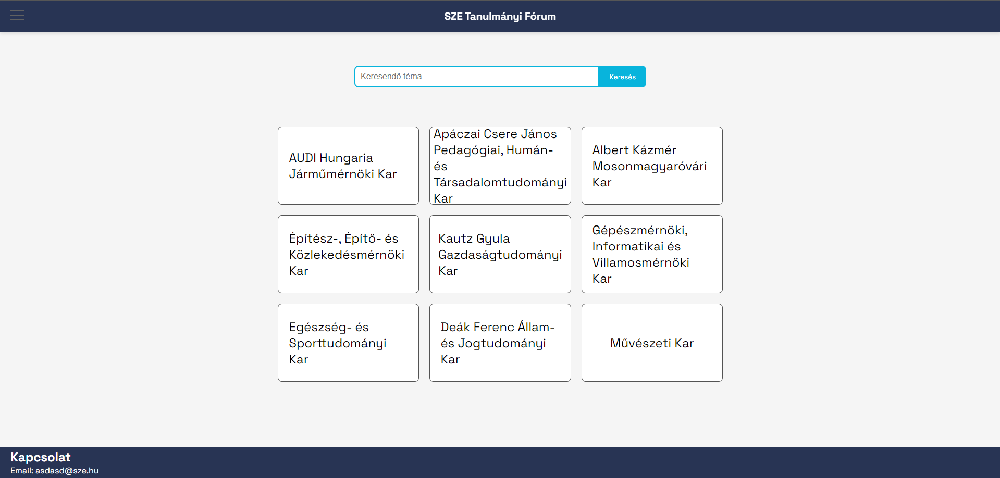 SZE Tanulmányi Fórum
Keresendő téma...
Keresés
AUDI Hungaria
Járműmérnöki Kar
Apáczai Csere János
Pedagógiai, Humán-
és
Társadalomtudományi
Kar
Albert Kázmér
Mosonmagyaróvári
Kar
Építész-, Építő- és
Közlekedésmérnöki
Kar
Kautz Gyula
Gazdaságtudományi
Kar
Gépészmérnöki,
Informatikai és
Villamosmérnöki
Kar
Egészség- és
Sporttudományi
Kar
Deák Ferenc Állam-
és Jogtudományi
Kar
Művészeti Kar
Kapcsolat
Email: asdasd@sze.hu